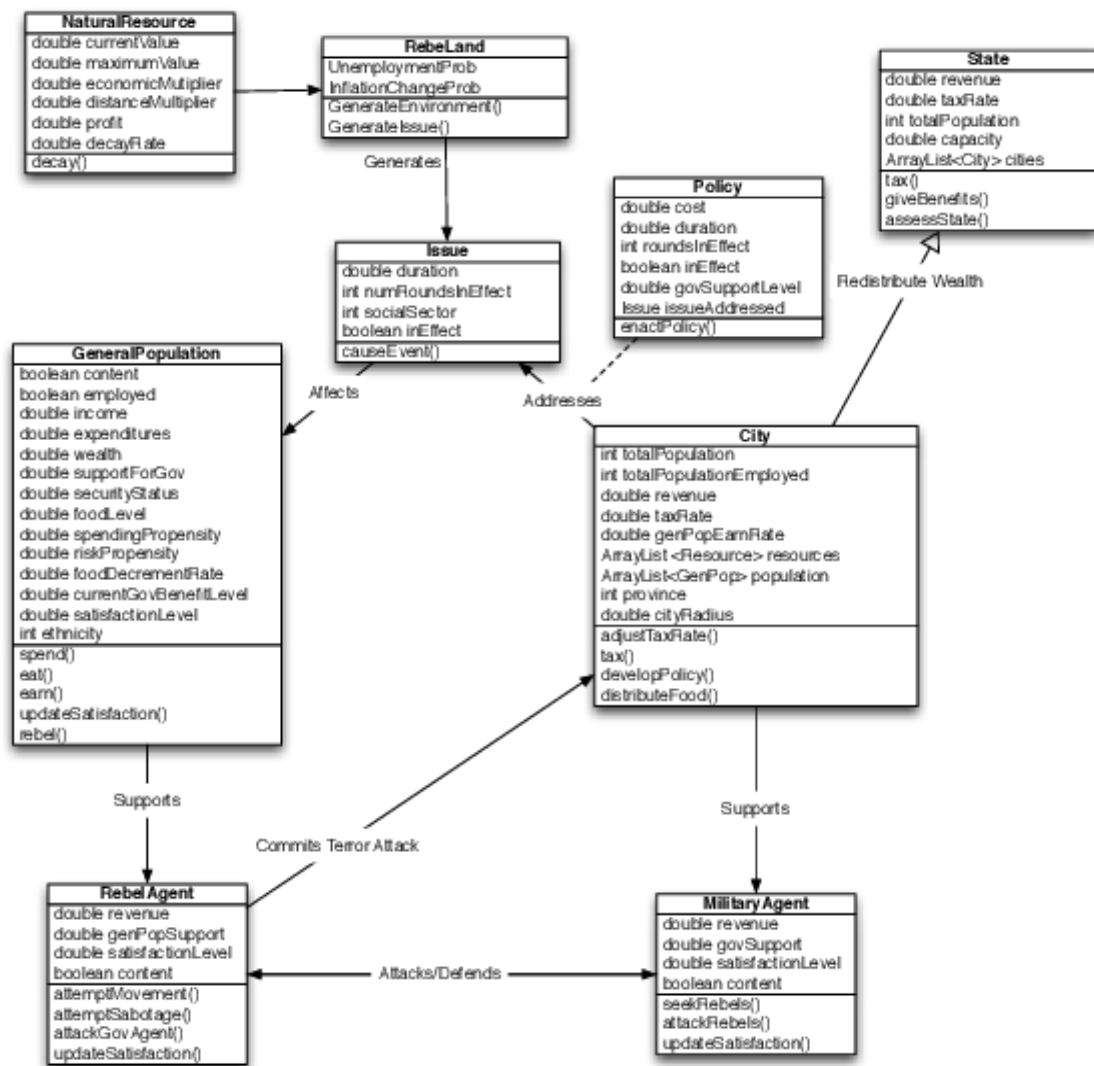 NaturalResource
double currentValue
double maximumValue
double economicMutiplier
double distanceMultiplier
double profit
double decayRate
decay()
RebeLand
UnemploymentProb
InflationChangeProb
GenerateEnvironment()
GenerateIssue()
State
double revenue
double taxRate
int totalPopulation
double capacity
ArrayList<City> cities
tax()
giveBenefits()
assessState()
Generates
Policy
double cost
double duration
int roundsInEffect
boolean inEffect
double govSupportLevel
Issue issueAddressed
enactPolicy()
Issue
double duration
int numRoundsInEffect
int socialSector
boolean inEffect
causeEvent()
Redistribute Wealth
GeneralPopulation
boolean content
boolean employed
double income
double expenditures
double wealth
double supportForGov
double securityStatus
double foodLevel
double spendingPropensity
double riskPropensity
double foodDecrementRate
double currentGovBenefitLevel
double satisfactionLevel
int ethnicity
spend()
eat()
earn()
updateSatisfaction()
rebel()
Affects
Addresses
City
int totalPopulation
int totalPopulationEmployed
double revenue
double taxRate
double genPopEarnRate
ArrayList <Resource> resources
ArrayList<GenPop> population
int province
double cityRadius
adjustTaxRate()
tax()
developPolicy()
distributeFood()
Supports
Supports
Commits Terror Attack
RebelAgent
double revenue
double genPopSupport
double satisfactionLevel
boolean content
attemptMovement()
attemptSabotage()
attackGovAgent()
updateSatisfaction()
Attacks/Defends
MilitaryAgent
double revenue
double govSupport
double satisfactionLevel
boolean content
seekRebels()
attackRebels()
updateSatisfaction()